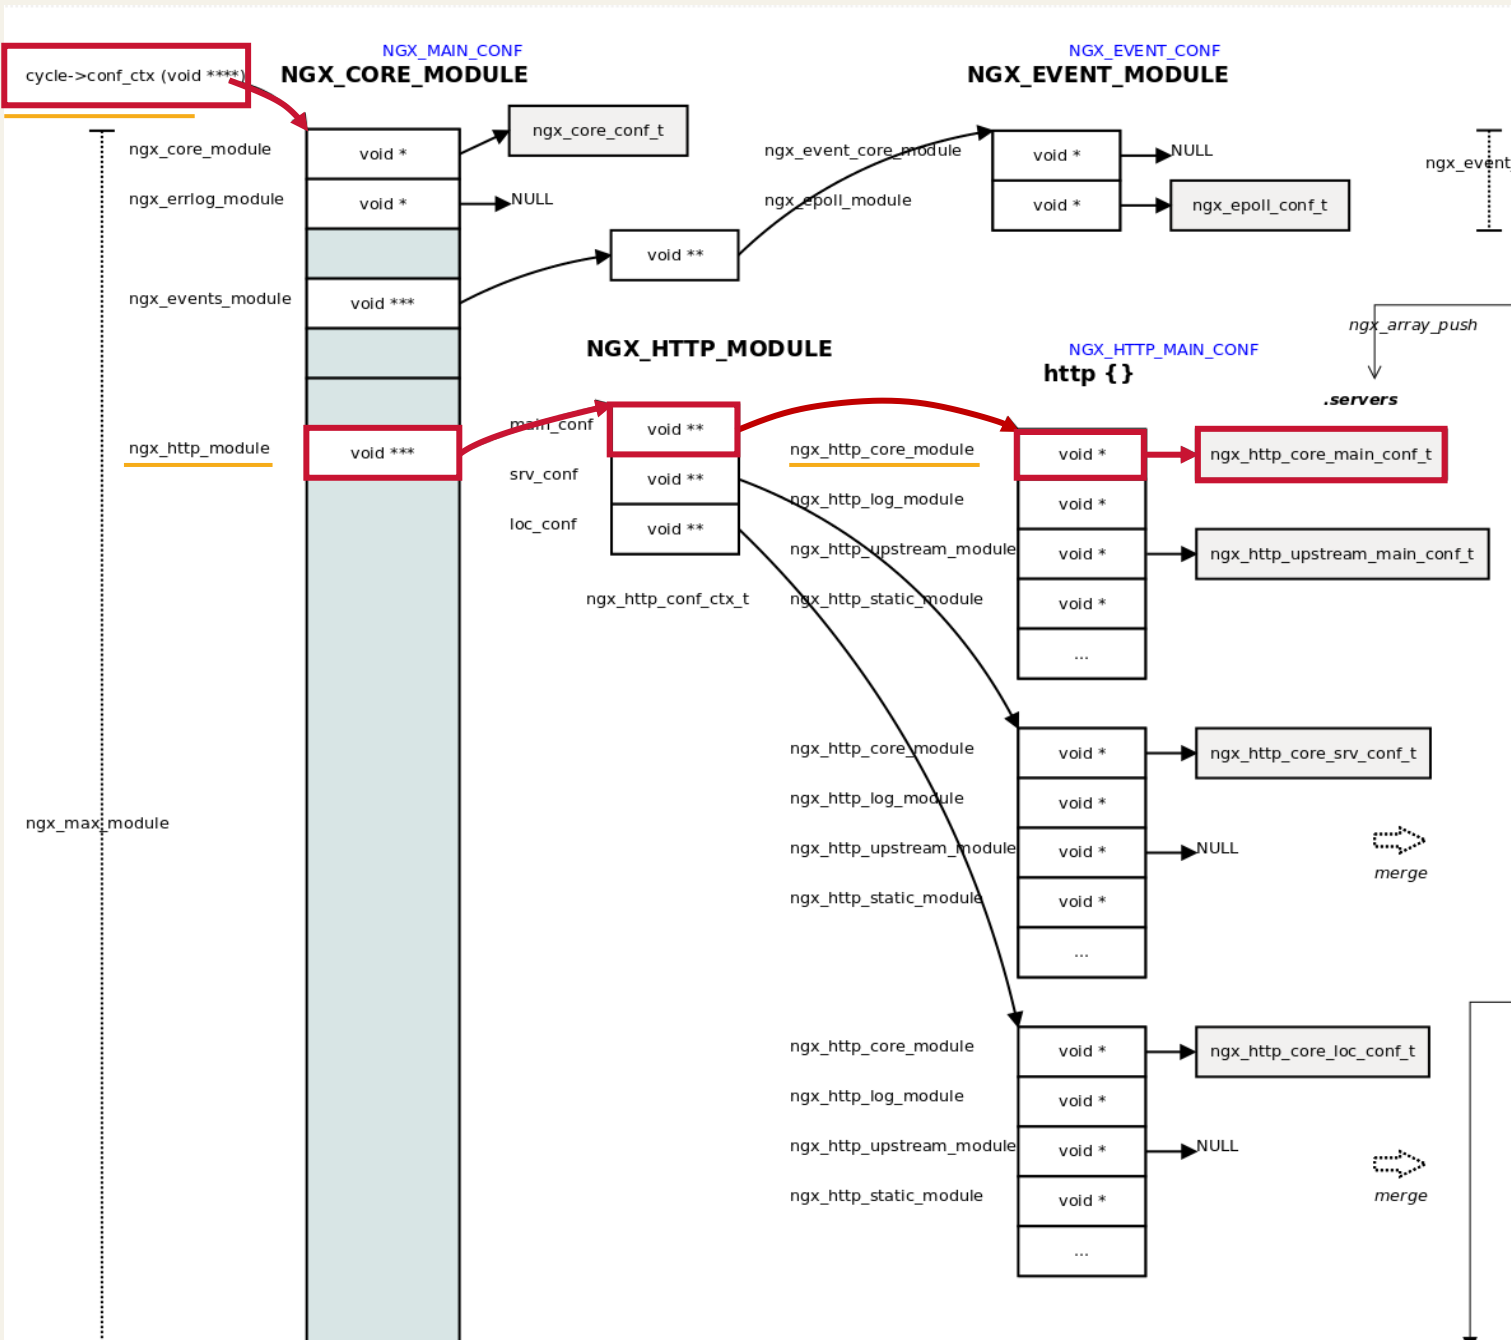 NGX_MAIN_CONF
NGX_EVENT_CONF
cycle->conf_ctx (void ****)
NGX_CORE_MODULE
NGX_EVENT_MODULE
ngx_core_module
void *
ngx_core_conf_t
ngx_event_core_module
void *
NULL
ngx_event
ngx_errlog_module
void *
NULL
ngx_epoll_module
void *
ngx_epoll_conf_t
void **
ngx_events_module
void ***
ngx_array_push
NGX_HTTP_MODULE
NGX_HTTP_MAIN_CONF
http {}
.servers
ngx_http_module
void ***
main_conf
void **
ngx_http_core_module
void *
ngx_http_core_main_conf_t
srv_conf
void **
ngx_http_log_module
void *
loc_conf
void **
ngx_http_upstream_module
void *
ngx_http_upstream_main_conf_t
ngx_http_conf_ctx_t
ngx_http_static_module
void *
...
ngx_http_core_module
void *
ngx_http_core_srv_conf_t
ngx_http_log_module
void *
ngx_max_module
ngx_http_upstream_module
void *
NULL
merge
ngx_http_static_module
void *
...
ngx_http_core_module
void *
ngx_http_core_loc_conf_t
ngx_http_log_module
void *
ngx_http_upstream_module
void *
NULL
ngx_http_static_module
void *
merge
...